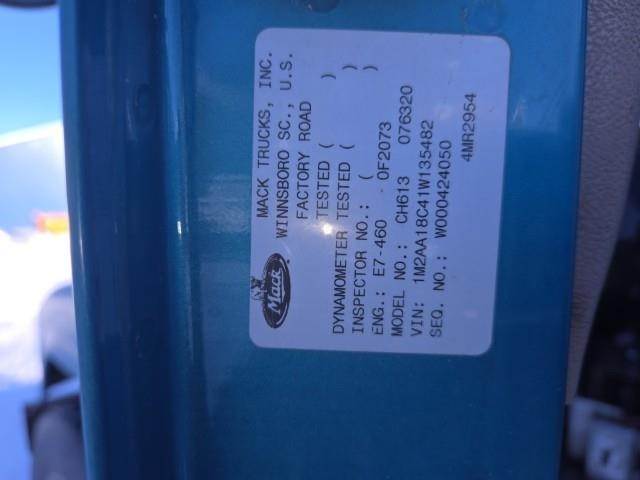 MACK TRUCKS, INC.
WINNSBORO SC., U.S.
FACTORY ROAD
TESTED ( )
DYNAMOMETER TESTED ( )
INSPECTOR NO.: ( )
ENG.: E7-460 0F2073
MODEL NO.: CH613 076320
VIN: 1M2AA18C41W135482
SEQ. NO.: W000424050
4MR2954
Mack